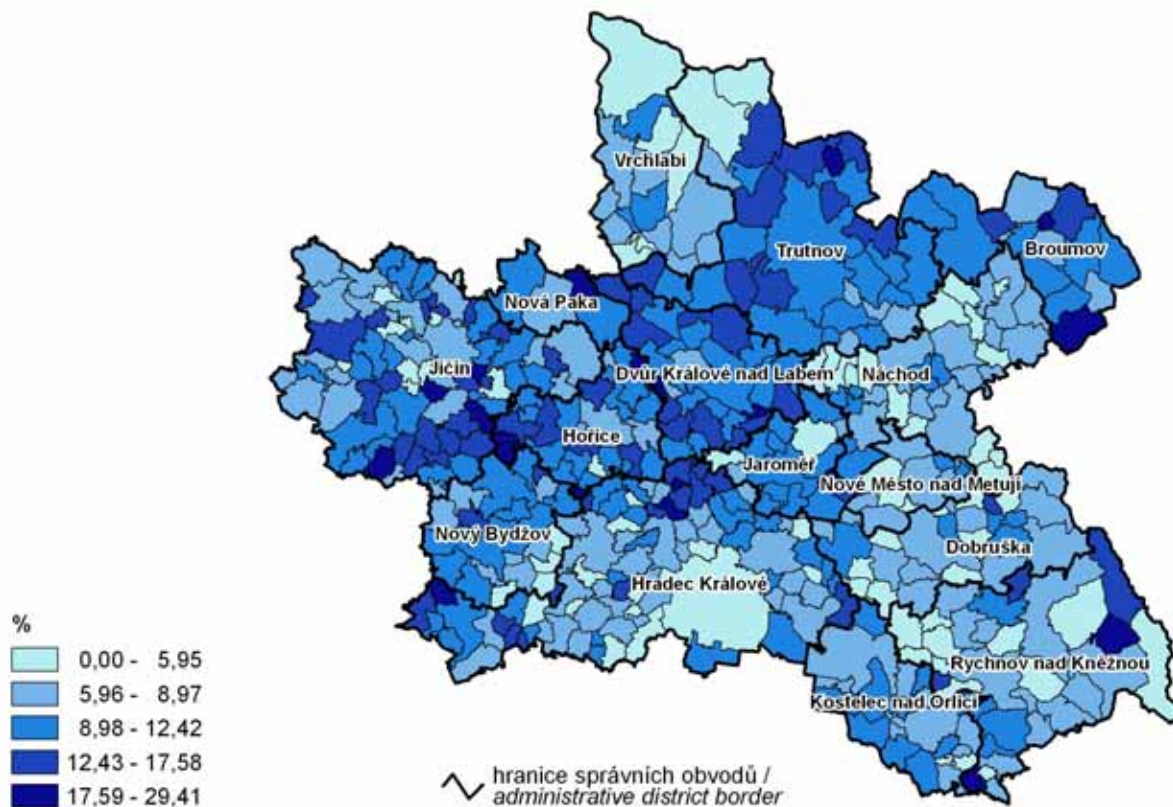 Vrchlabí
Trutnov
Broumov
Nová Paka
Jičín
Dvůr Králové nad Labem
Náchod
Hořice
Jaroměř
Nové Město nad Metují
Nový Bydžov
Dobruška
Hradec Králové
Rychnov nad Kněžnou
Kostelec nad Orlicí
%
0,00 - 5,95
5,96 - 8,97
8,98 - 12,42
12,43 - 17,58
17,59 - 29,41
hranice správních obvodů /
administrative district border